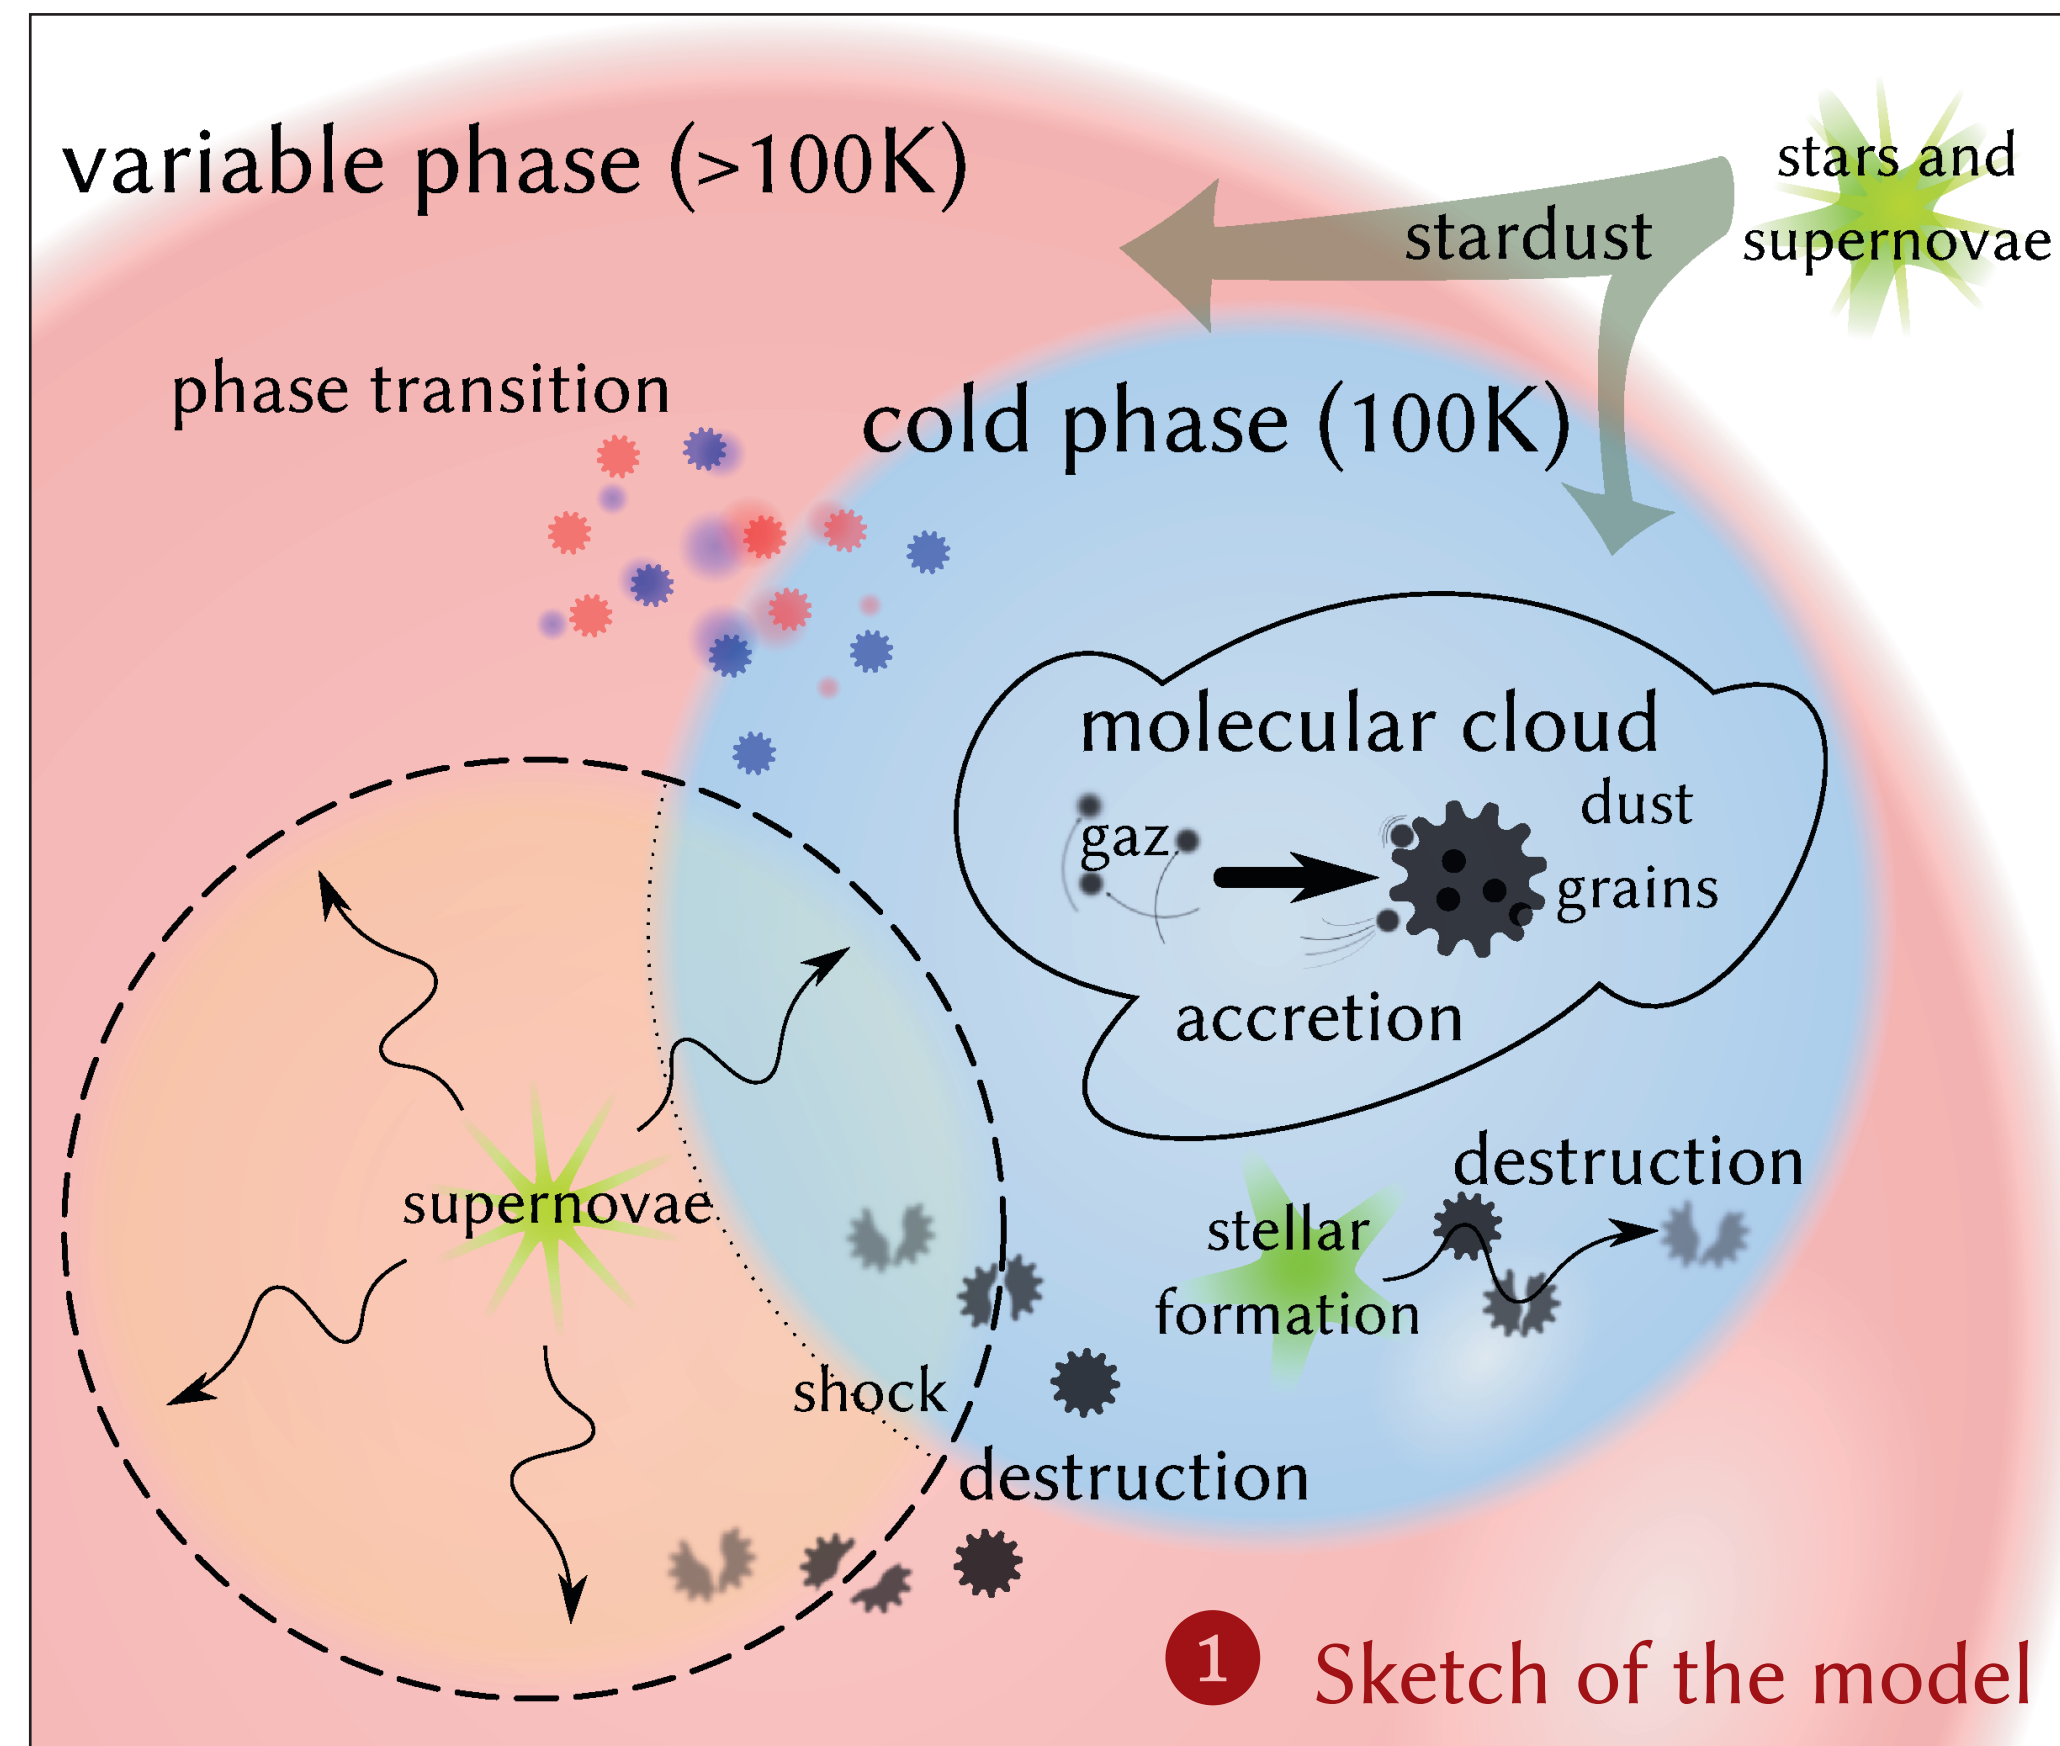 variable phase (>100K)
stars and
supernovae
stardust
phase transition
cold phase (100K)
molecular cloud
gaz
dust
grains
accretion
supernovae
shock
destruction
stellar
formation
destruction
1 Sketch of the model